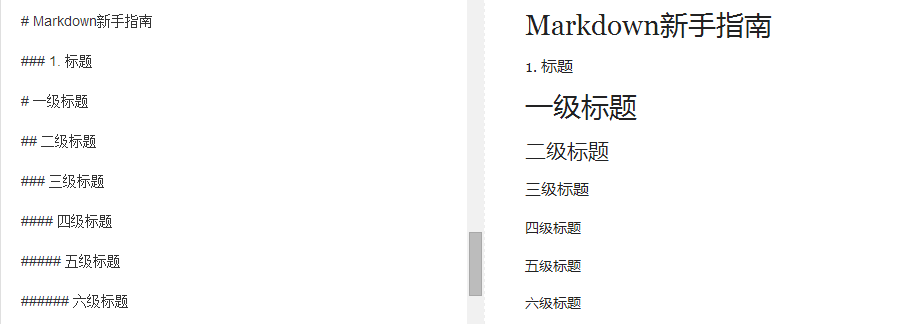 # Markdown新手指南
### 1. 标题
# 一级标题
## 二级标题
### 三级标题
#### 四级标题
##### 五级标题
###### 六级标题
Markdown新手指南
1. 标题
一级标题
二级标题
三级标题
四级标题
五级标题
六级标题